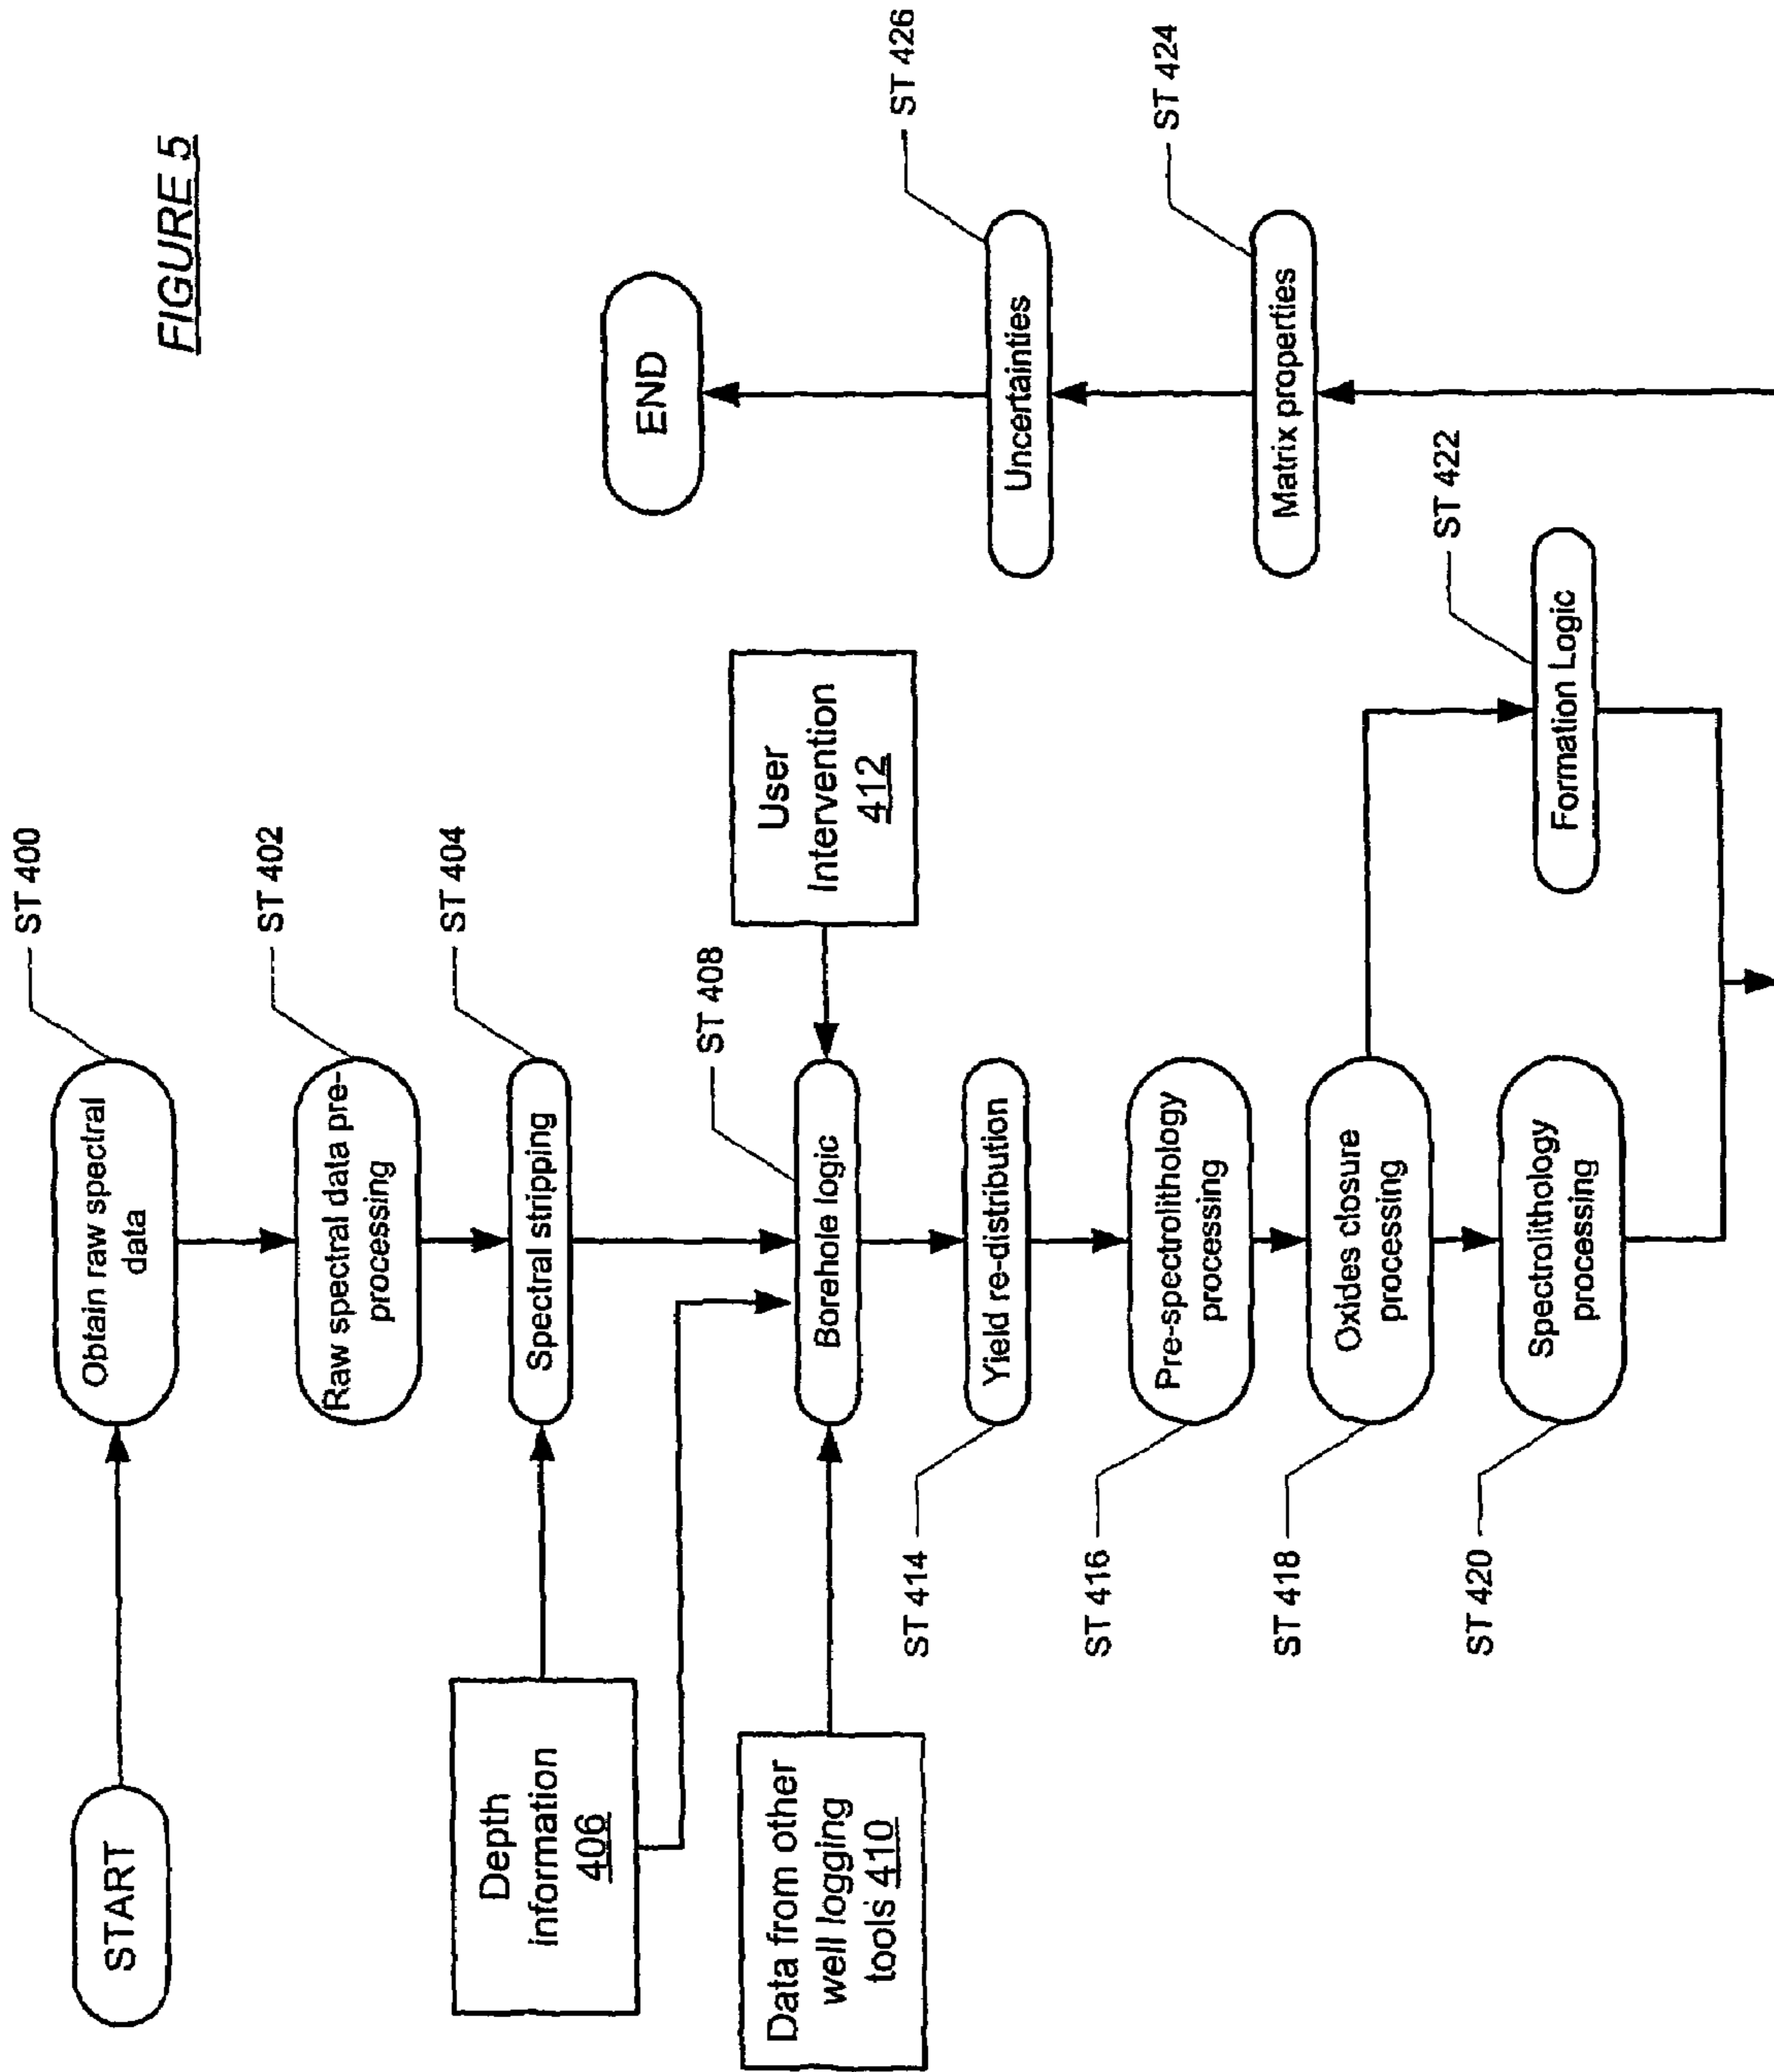 FIGURE 5
START
Obtain raw spectral
data
ST 400
Raw spectral data pre-
processing
ST 402
Depth
information
406
Spectral stripping
ST 404
Data from other
well logging
tools 410
Borehole logic
ST 408
User
Intervention
412
Yield re-distribution
ST 414
Pre-spectrolithology
processing
ST 416
Oxides closure
processing
ST 418
Spectrolithology
processing
ST 420
Formation Logic
ST 422
Matrix properties
ST 424
Uncertainties
ST 426
END